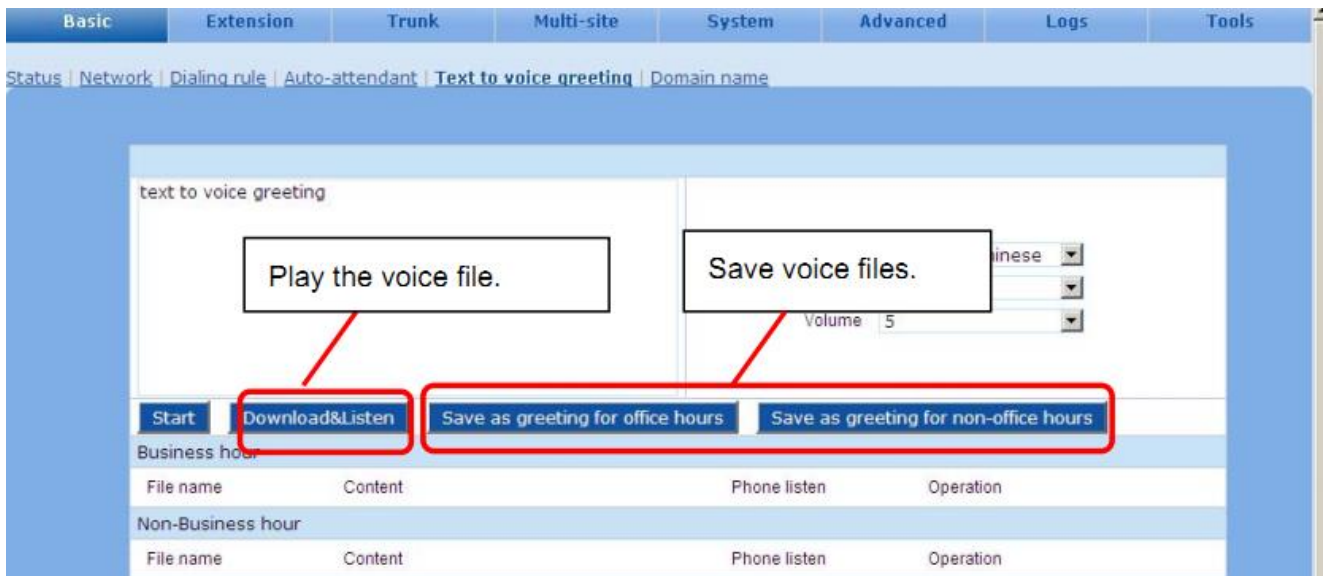 Basic Extension Trunk Multi-site System Advanced Logs Tools
Status | Network | Dialing rule | Auto-attendant | Text to voice greeting | Domain name
text to voice greeting
Play the voice file.
Save voice files.
Volume 5
Start Download&Listen Save as greeting for office hours Save as greeting for non-office hours
Business hour
File name Content Phone listen Operation
Non-Business hour
File name Content Phone listen Operation